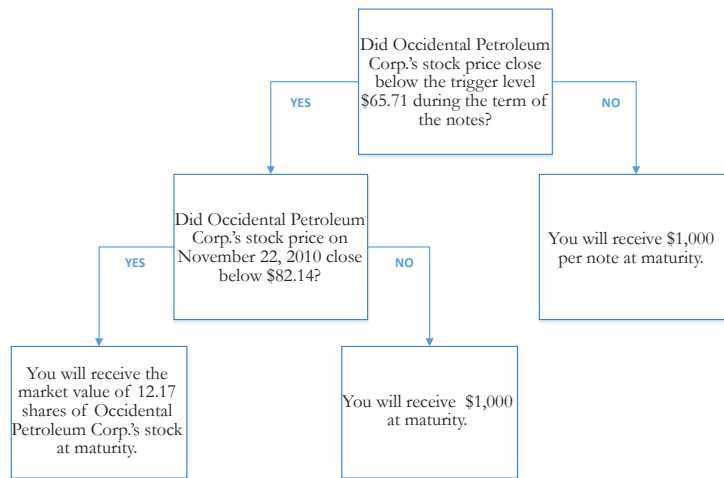 Did Occidental Petroleum
Corp.'s stock price close
below the trigger level
$65.71 during the term of
the notes?
YES
NO
Did Occidental Petroleum
Corp.'s stock price on
November 22, 2010 close
below $82.14?
You will receive $1,000
per note at maturity.
YES
NO
You will receive the
market value of 12.17
shares of Occidental
Petroleum Corp.'s stock
at maturity.
You will receive $1,000
at maturity.